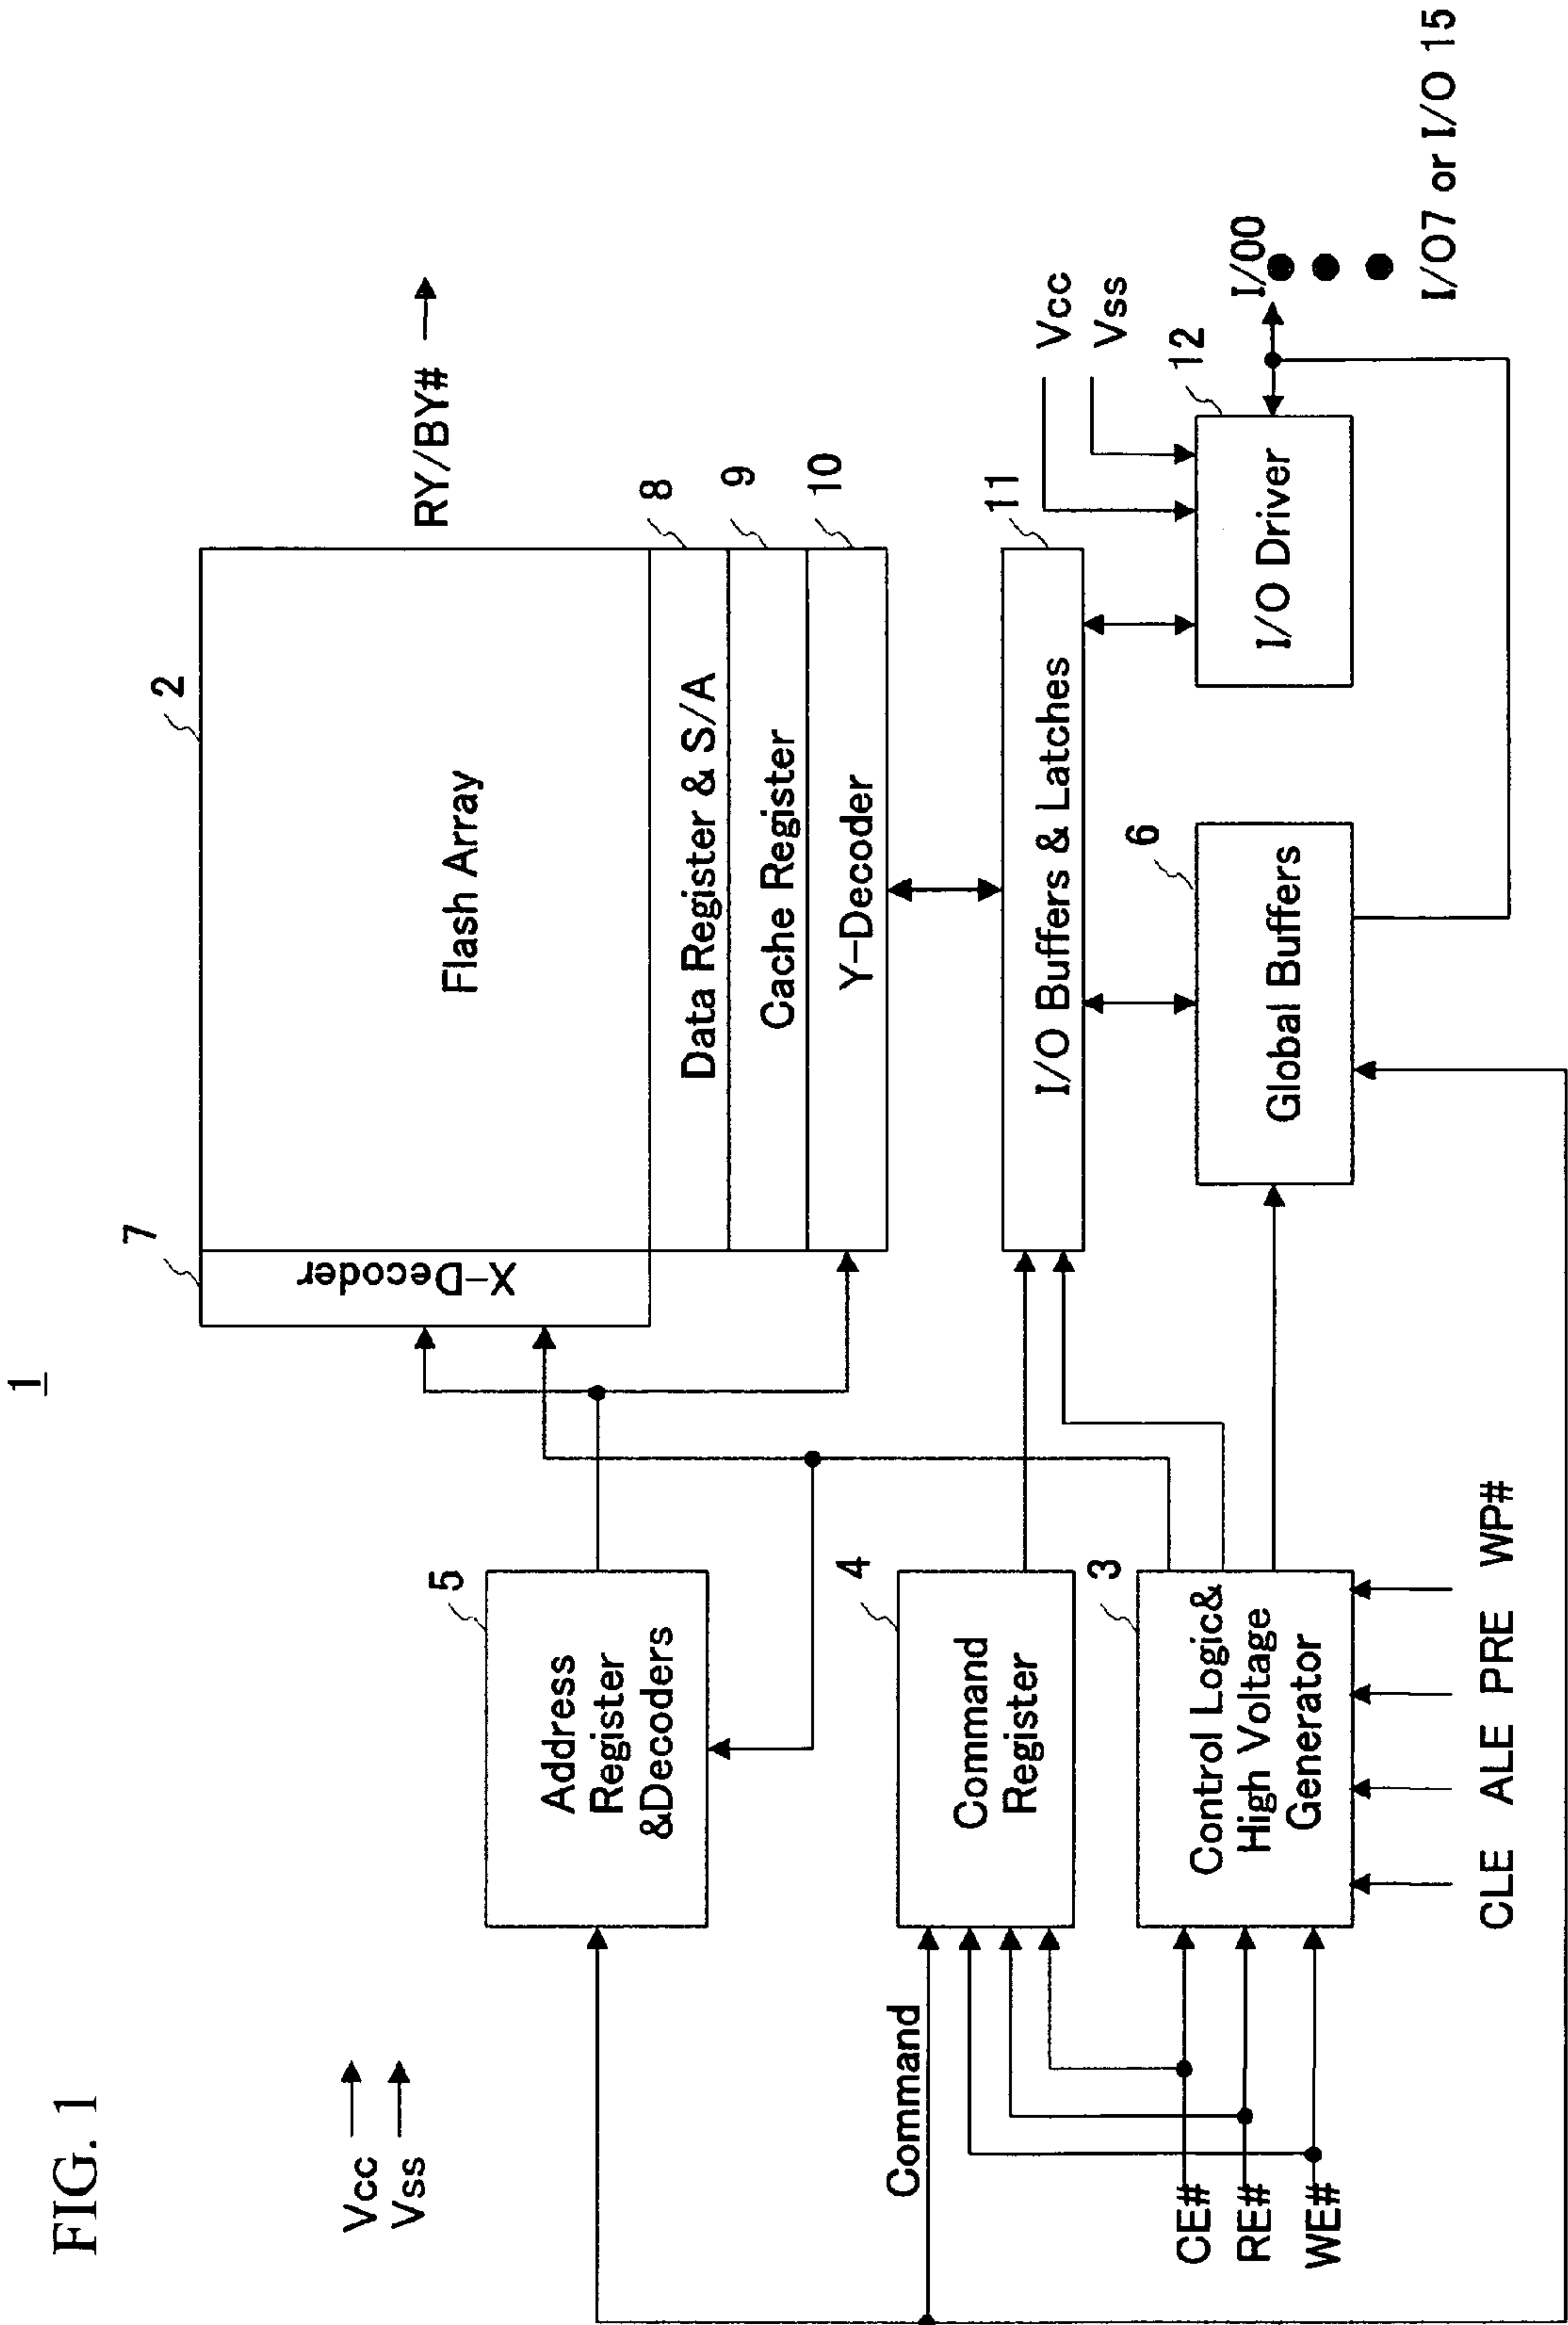 FIG. 1
1
Vcc
Vss
2
7
Flash Array
X-Decoder
RY/BY#
5
Address
Register
&Decoders
Data Register & S/A
8
Cache Register
9
Y-Decoder
10
Command
4
Command
Register
I/O Buffers & Latches
11
Vcc
Vss
CE#
RE#
WE#
3
Control Logic&
High Voltage
Generator
6
Global Buffers
12
I/O Driver
I/O0
I/O7 or I/O 15
CLE ALE PRE WP#